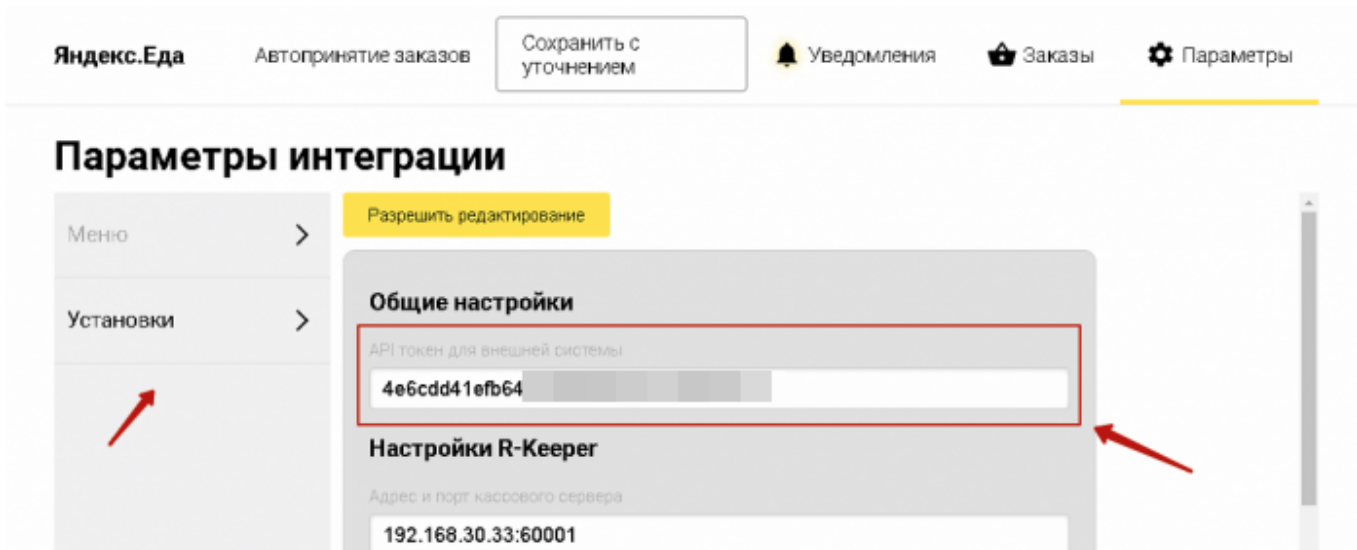 Яндекс.Еда
Автопринятие заказов
Сохранить с
уточнением
Уведомления
Заказы
Параметры
Параметры интеграции
Меню
Установки
Разрешить редактирование
Общие настройки
API токен для внешней системы
4e6cdd41efb64
Настройки R-Keeper
Адрес и порт кассового сервера
192.168.30.33:60001